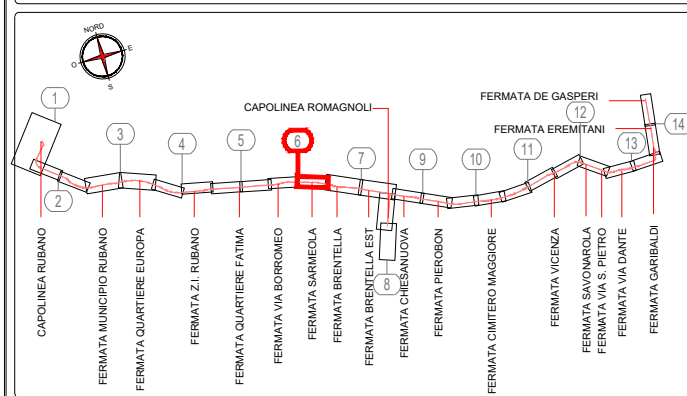 NORD
E
S
O
CAPOLINEA ROMAGNOLI
FERMATA DE GASPERI
FERMATA EREMITANI
1
2
3
4
5
6
7
8
9
10
11
12
13
14
CAPOLINEA RUBANO
FERMATA MUNICIPIO RUBANO
FERMATA QUARTIERE EUROPA
FERMATA Z.I. RUBANO
FERMATA QUARTIERE FATIMA
FERMATA VIA BORROMEO
FERMATA SARMEOLA
FERMATA BRENTELLA
FERMATA BRENTELLA EST
FERMATA CHIESANUOVA
FERMATA PIEROBON
FERMATA CIMITERO MAGGIORE
FERMATA VICENZA
FERMATA SAVONAROLA
FERMATA VIA S. PIETRO
FERMATA VIA DANTE
FERMATA GARIBALDI